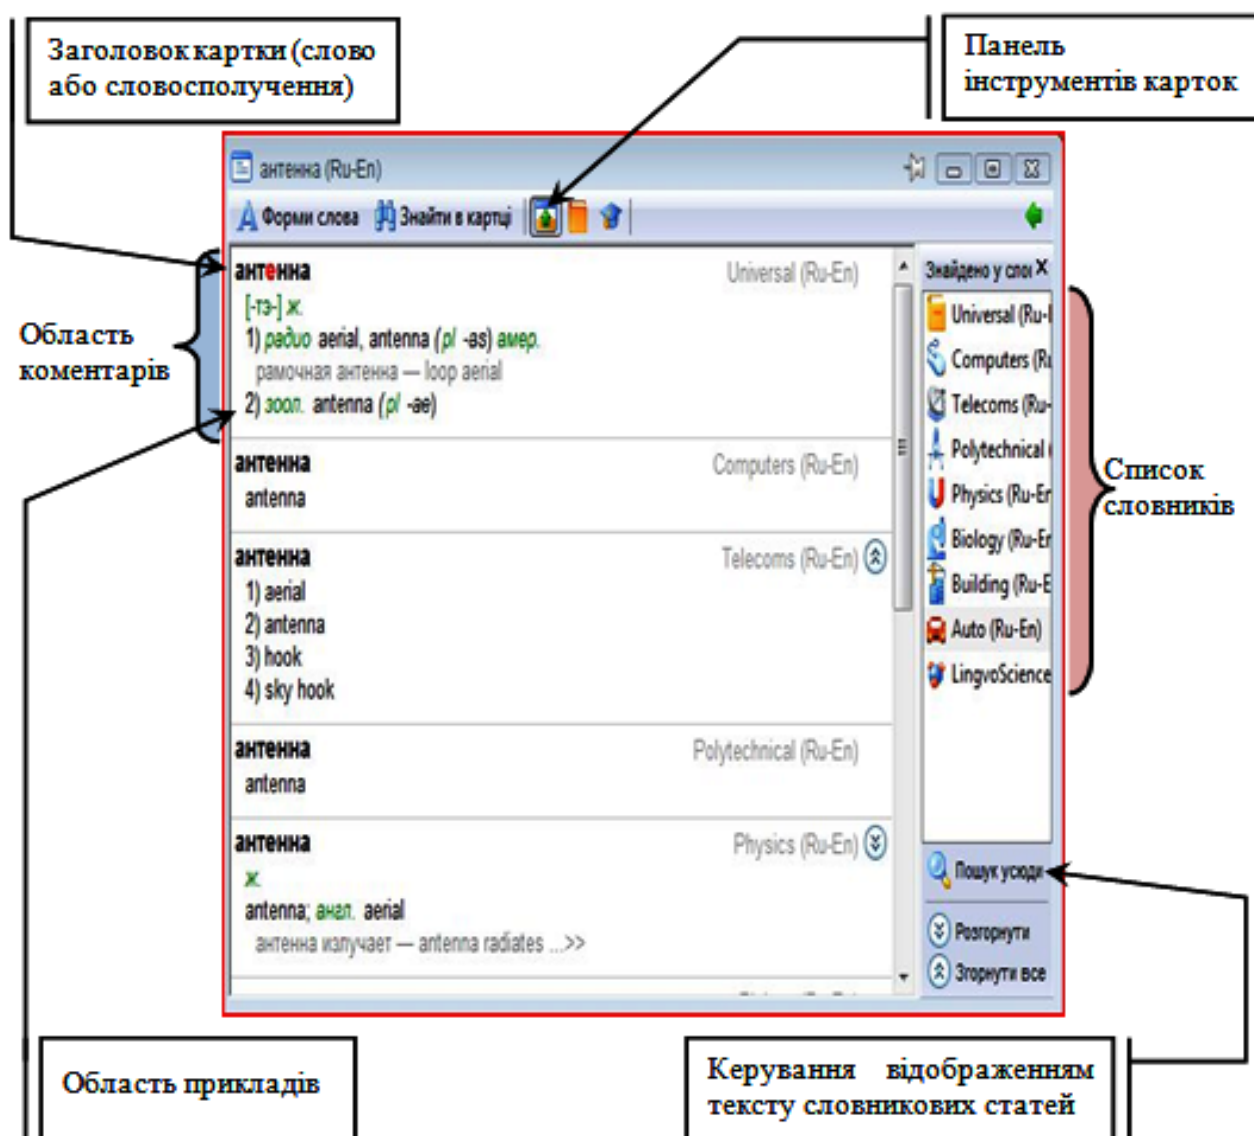 Заголовок картки (слово
або словосполучення)
Панель
інструментів карток
антенна (Ru-En)
Форми слова Знайти в картці
антенна Universal (Ru-En)
[-тэ-] ж.
1) радио aerial, antenna (pl -as) амер.
рамочная антенна — loop aerial
2) зоол. antenna (pl -ae)
антенна Computers (Ru-En)
antenna
антенна Telecoms (Ru-En)
1) aerial
2) antenna
3) hook
4) sky hook
антенна Polytechnical (Ru-En)
antenna
антенна Physics (Ru-En)
ж.
antenna; англ. aerial
антенна излучает — antenna radiates ...>>
Знайдено у сло
Universal (Ru-
Computers (Ru
Telecoms (Ru-
Polytechnical (
Physics (Ru-En
Biology (Ru-En
Building (Ru-E
Auto (Ru-En)
LingvoScience
Пошук усюди
Розгорнути
Згорнути все
Область
коментарів
Список
словників
Область прикладів
Керування відображенням
тексту словникових статей